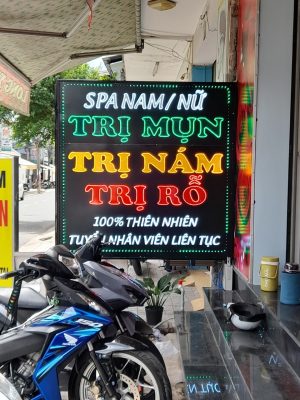 SPA NAM/NỮ
TRỊ MỤN
TRỊ NÁM
TRỊ RỖ
100% THIÊN NHIÊN
TUYỂN NHÂN VIÊN LIÊN TỤC